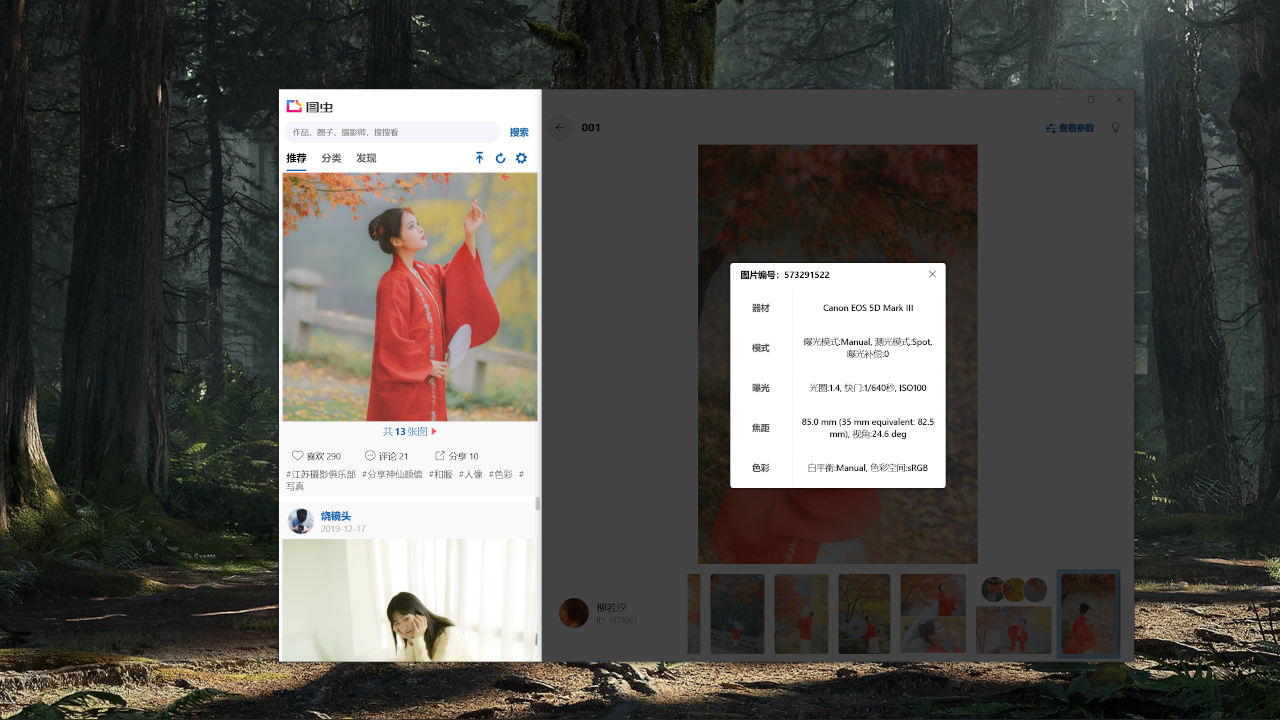 图虫
作品、圈子、摄影师，搜搜看
搜索
推荐
分类
发现
共 13 张图
喜欢 290
评论 21
分享 10
#江苏摄影俱乐部 #分享神仙颜值 #和服 #人像 #色彩 #
写真
烧镜头
2019-12-17
001
查看参数
图片编号：573291522
器材
Canon EOS 5D Mark III
模式
曝光模式:Manual, 测光模式:Spot,
曝光补偿:0
曝光
光圈:1.4, 快门:1/640秒, ISO100
焦距
85.0 mm (35 mm equivalent: 82.5
mm), 视角:24.6 deg
色彩
白平衡:Manual, 色彩空间:sRGB
柳若汐
ID: 1871663